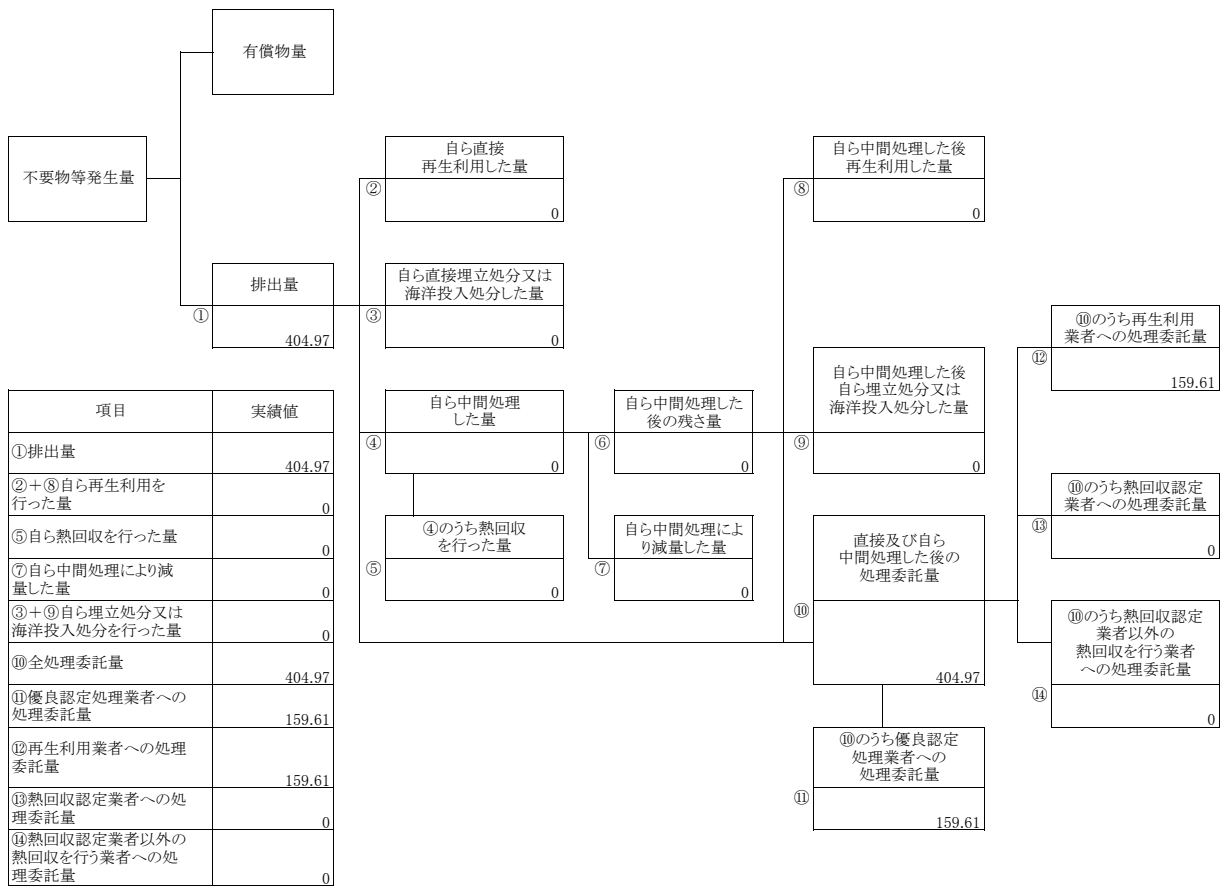 有償物量
不要物等発生量
排出量
①
404.97
自ら直接
再生利用した量
②
0
自ら直接埋立処分又は
海洋投入処分した量
③
0
自ら中間処理
した量
④
0
④のうち熱回収
を行った量
⑤
0
自ら中間処理した
後の残さ量
⑥
0
自ら中間処理によ
り減量した量
⑦
0
自ら中間処理した後
再生利用した量
⑧
0
自ら中間処理した後
自ら埋立処分又は
海洋投入処分した量
⑨
0
直接及び自ら
中間処理した後の
処理委託量
⑩
404.97
⑩のうち優良認定
処理業者への
処理委託量
⑪
159.61
⑩のうち再生利用
業者への処理委託量
⑫
159.61
⑩のうち熱回収認定
業者への処理委託量
⑬
0
⑩のうち熱回収認定
業者以外の
熱回収を行う業者
への処理委託量
⑭
0
項目 実績値
①排出量
404.97
②＋⑧自ら再生利用を
行った量
0
⑤自ら熱回収を行った量
0
⑦自ら中間処理により減
量した量
0
③＋⑨自ら埋立処分又は
海洋投入処分を行った量
0
⑩全処理委託量
404.97
⑪優良認定処理業者への
処理委託量
159.61
⑫再生利用業者への処理
委託量
159.61
⑬熱回収認定業者への処
理委託量
0
⑭熱回収認定業者以外の
熱回収を行う業者への処
理委託量
0